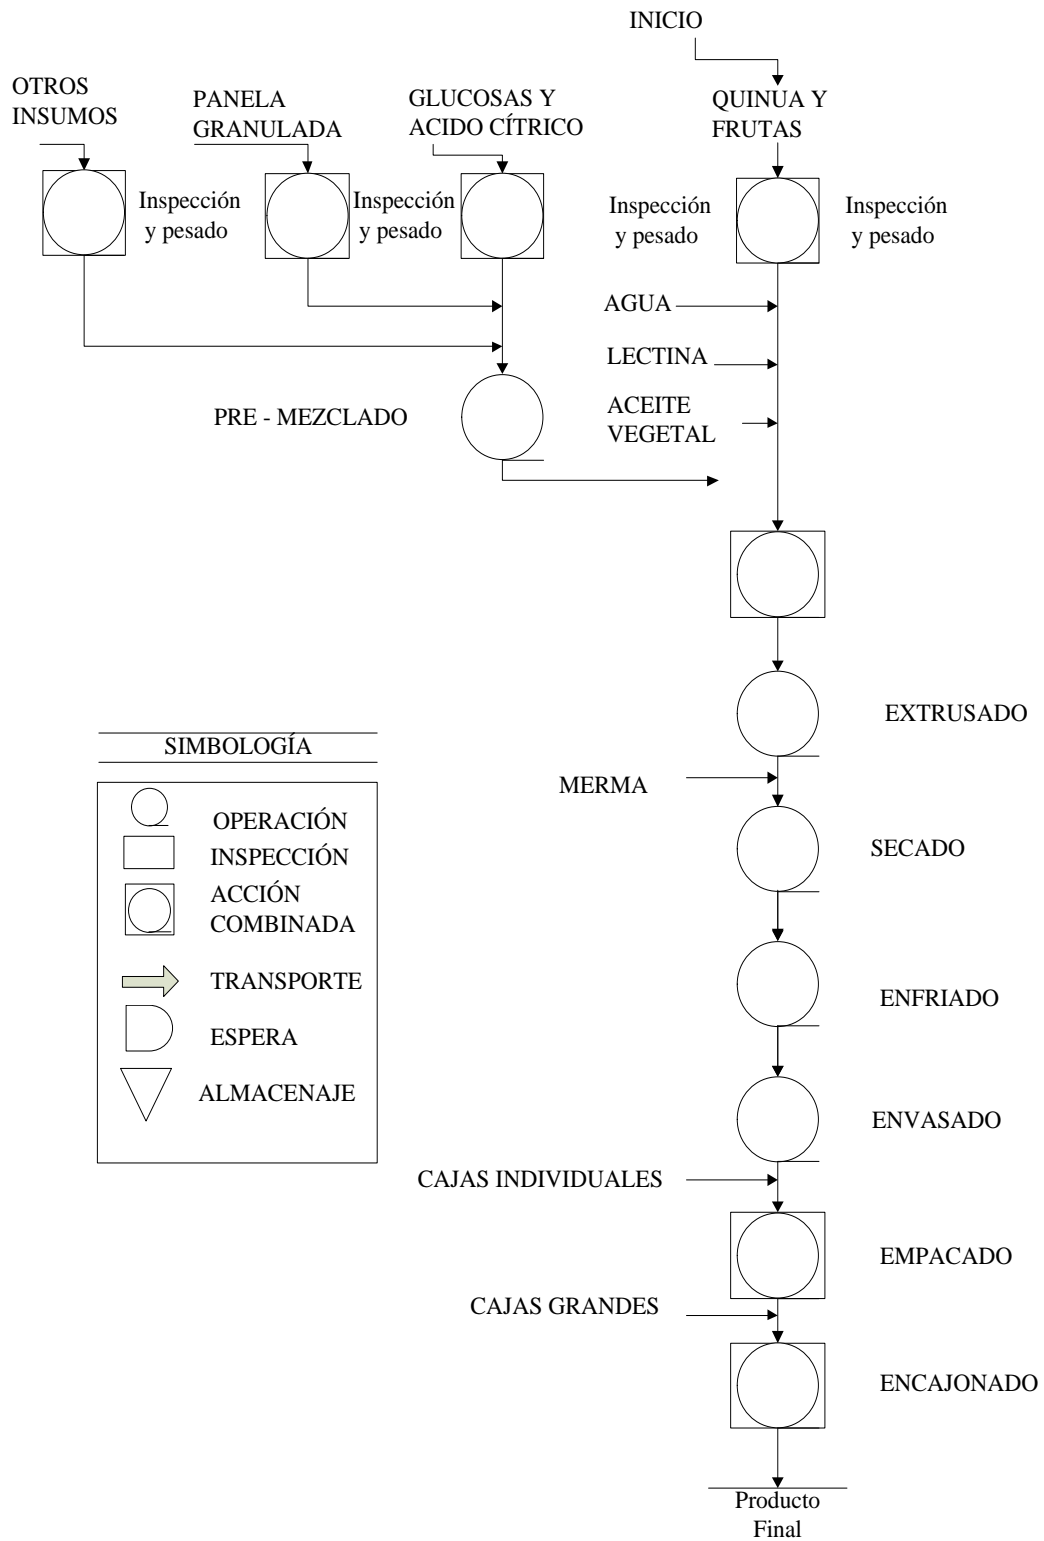 INICIO
OTROS
INSUMOS
PANELA
GRANULADA
GLUCOSAS Y
ACIDO CÍTRICO
QUINUA Y
FRUTAS
Inspección
y pesado
Inspección
y pesado
Inspección
y pesado
Inspección
y pesado
AGUA
LECTINA
ACEITE
VEGETAL
PRE - MEZCLADO
EXTRUSADO
MERMA
SECADO
ENFRIADO
ENVASADO
CAJAS INDIVIDUALES
EMPACADO
CAJAS GRANDES
ENCAJONADO
Producto
Final
SIMBOLOGÍA
OPERACIÓN
INSPECCIÓN
ACCIÓN
COMBINADA
TRANSPORTE
ESPERA
ALMACENAJE